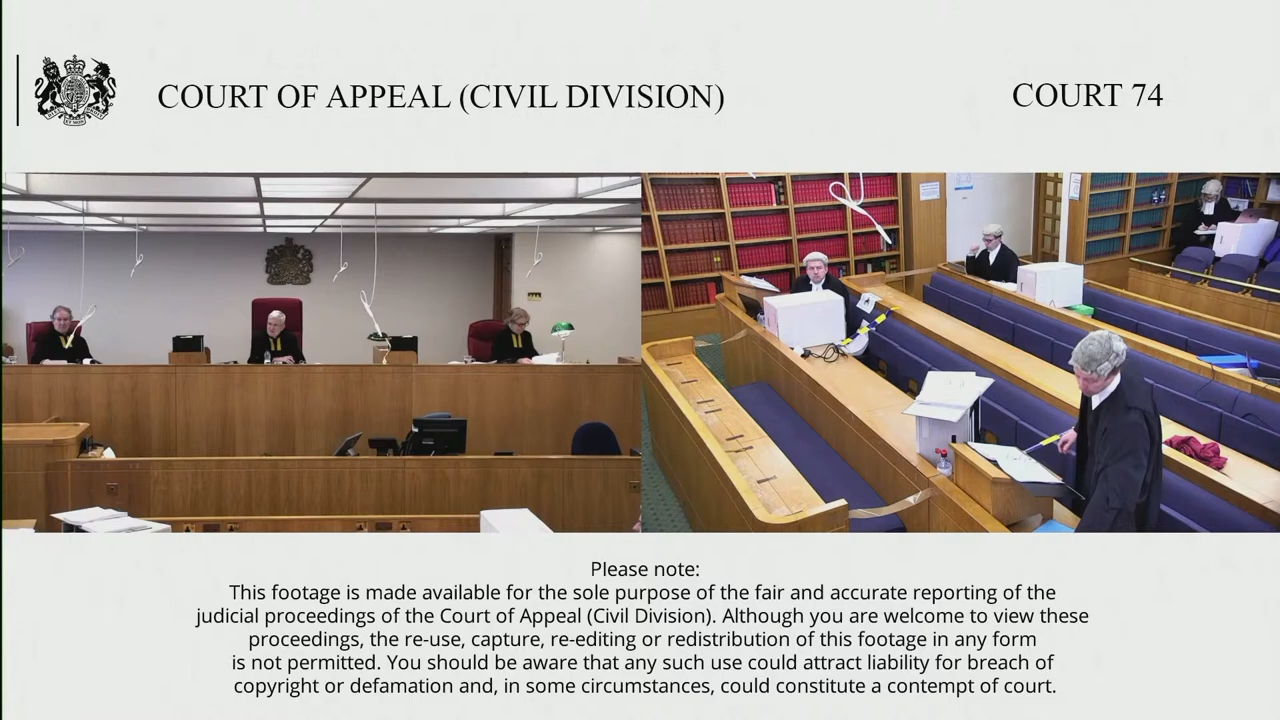 COURT OF APPEAL (CIVIL DIVISION)
COURT 74
Please note:
This footage is made available for the sole purpose of the fair and accurate reporting of the
judicial proceedings of the Court of Appeal (Civil Division). Although you are welcome to view these
proceedings, the re-use, capture, re-editing or redistribution of this footage in any form
is not permitted. You should be aware that any such use could attract liability for breach of
copyright or defamation and, in some circumstances, could constitute a contempt of court.